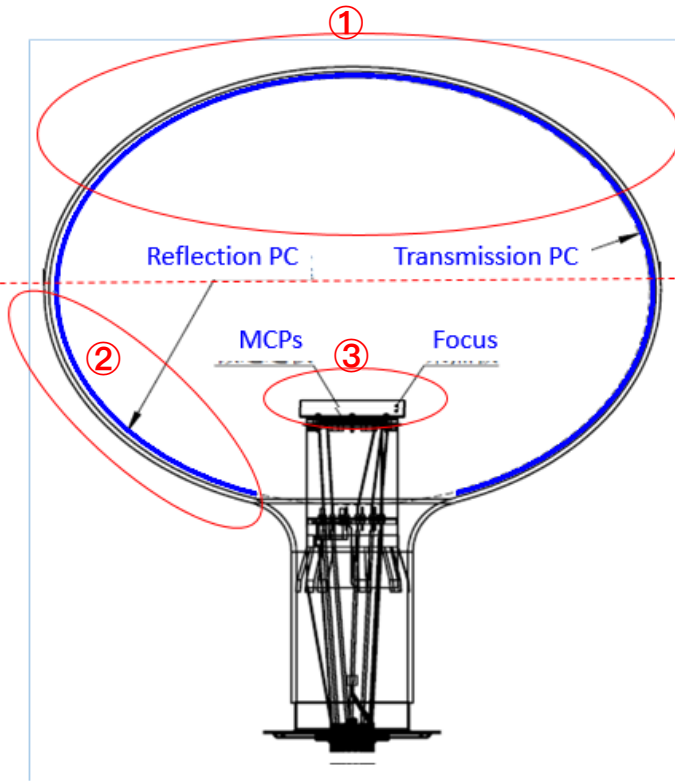 ①
Reflection PC
Transmission PC
②
MCPs
③
Focus